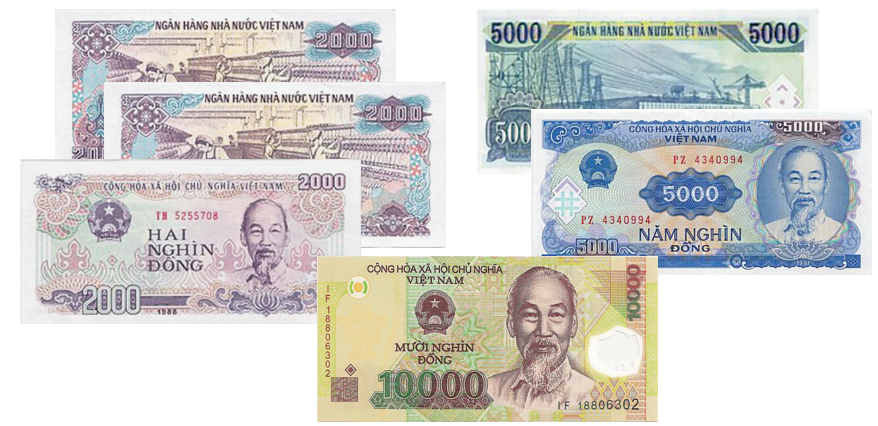 NGÂN HÀNG NHÀ NƯỚC VIỆT NAM
2000
NGÂN HÀNG NHÀ NƯỚC VIỆT NAM
2000
CỘNG HÒA XÃ HỘI CHỦ NGHĨA VIỆT NAM
2000
TH 5255708
HAI
NGHÌN
ĐỒNG
2000
1988
5000
NGÂN HÀNG NHÀ NƯỚC VIỆT NAM
5000
500
CỘNG HÒA XÃ HỘI CHỦ NGHĨA
VIỆT NAM
5000
PZ 4340994
5000
PZ 4340994
NĂM NGHÌN
ĐỒNG
5000
1991
CỘNG HÒA XÃ HỘI CHỦ NGHĨA
VIỆT NAM
10000
IF 18806302
MƯỜI NGHÌN
ĐỒNG
10000
IF 18806302